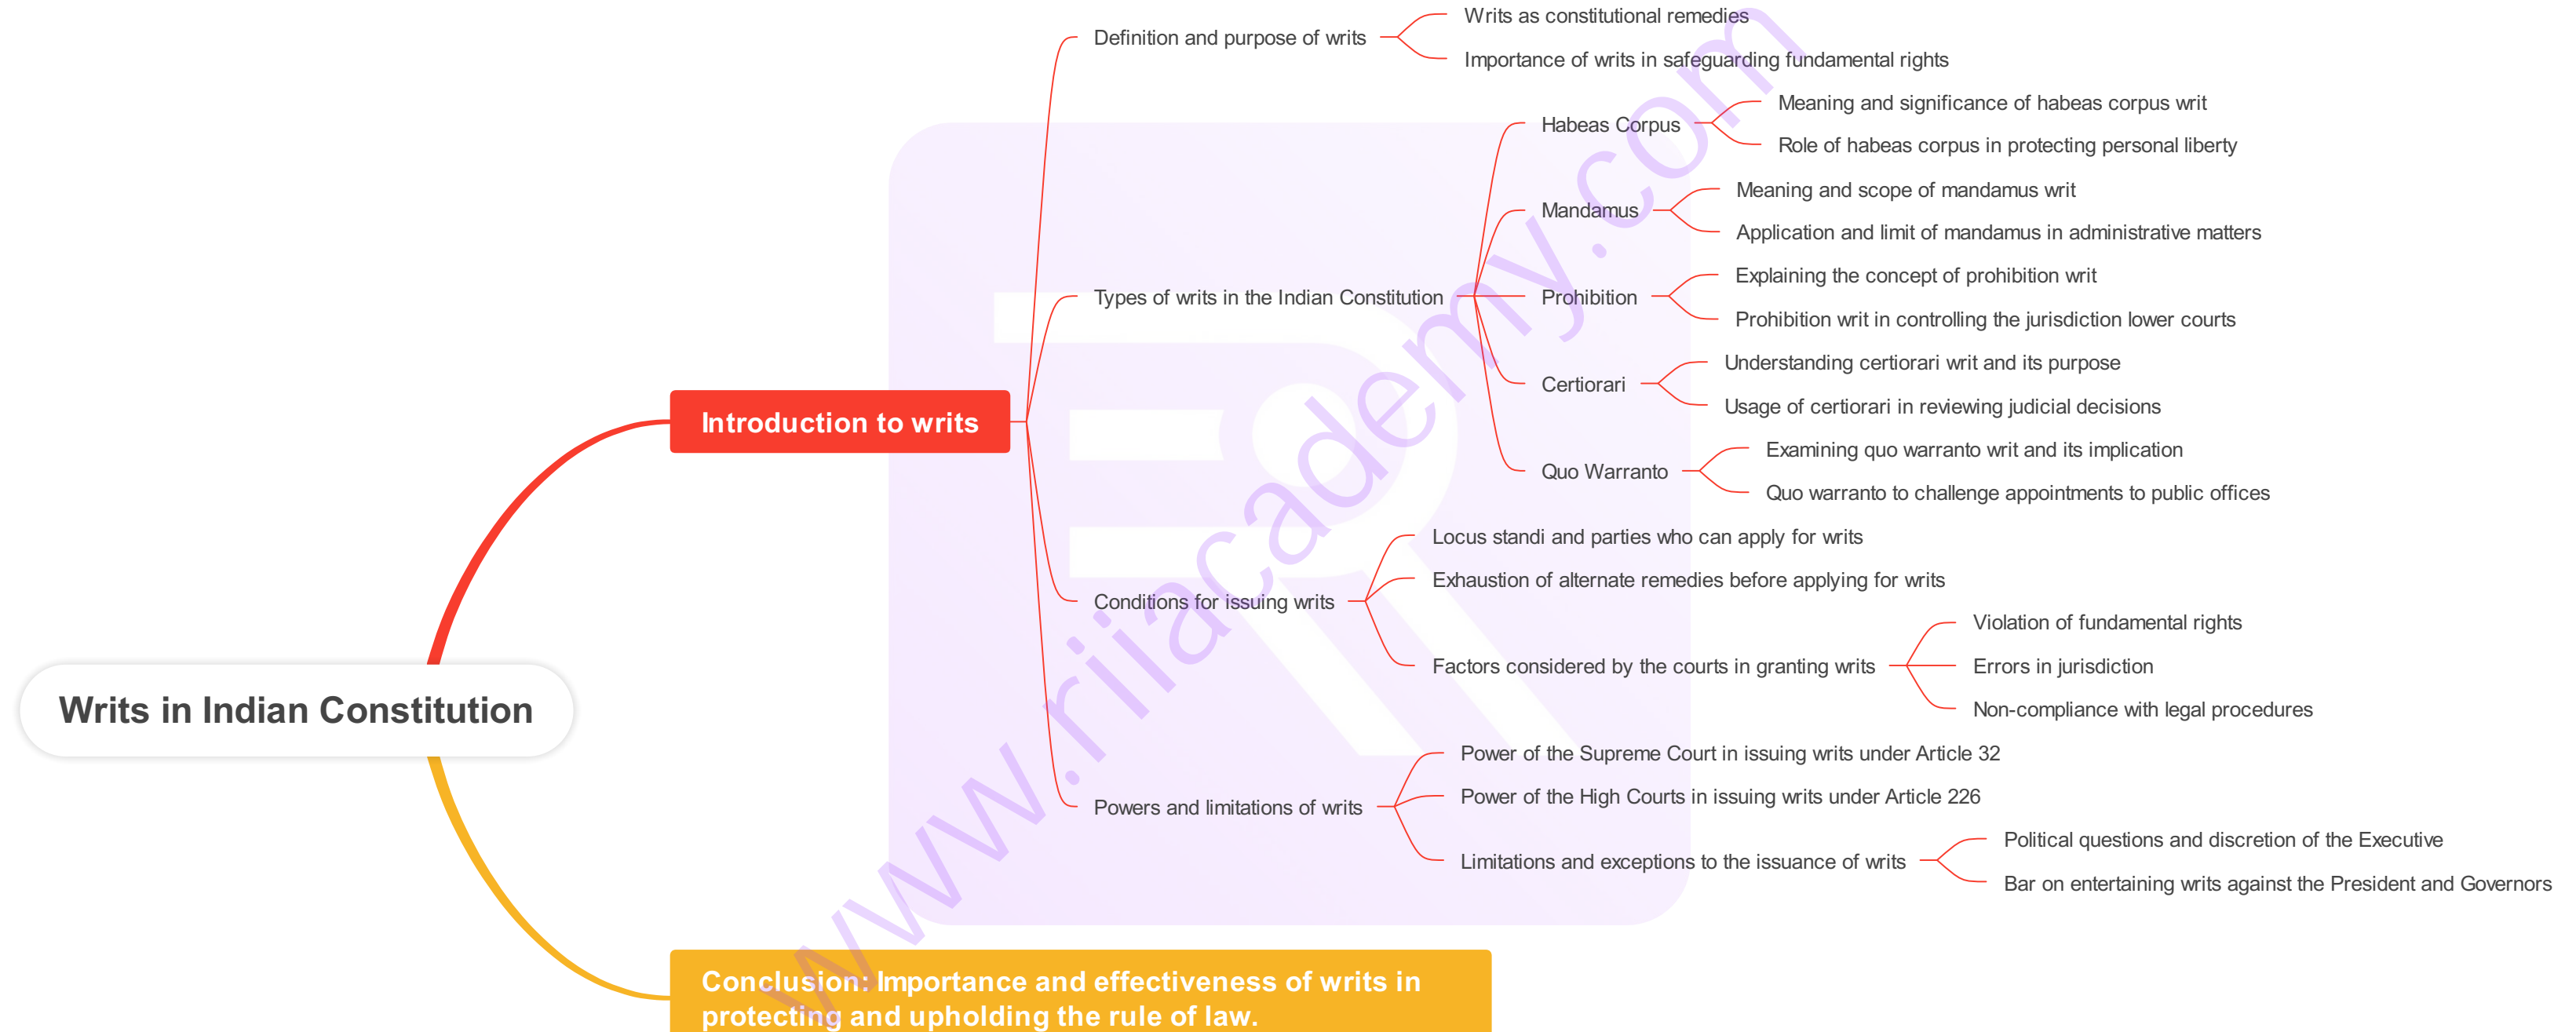 Writs in Indian Constitution
Introduction to writs
Definition and purpose of writs
Writs as constitutional remedies
Importance of writs in safeguarding fundamental rights
Types of writs in the Indian Constitution
Habeas Corpus
Meaning and significance of habeas corpus writ
Role of habeas corpus in protecting personal liberty
Mandamus
Meaning and scope of mandamus writ
Application and limit of mandamus in administrative matters
Prohibition
Explaining the concept of prohibition writ
Prohibition writ in controlling the jurisdiction lower courts
Certiorari
Understanding certiorari writ and its purpose
Usage of certiorari in reviewing judicial decisions
Quo Warranto
Examining quo warranto writ and its implication
Quo warranto to challenge appointments to public offices
Conditions for issuing writs
Locus standi and parties who can apply for writs
Exhaustion of alternate remedies before applying for writs
Factors considered by the courts in granting writs
Violation of fundamental rights
Errors in jurisdiction
Non-compliance with legal procedures
Powers and limitations of writs
Power of the Supreme Court in issuing writs under Article 32
Power of the High Courts in issuing writs under Article 226
Limitations and exceptions to the issuance of writs
Political questions and discretion of the Executive
Bar on entertaining writs against the President and Governors
Conclusion: Importance and effectiveness of writs in
protecting and upholding the rule of law.
www.rijiacademy.com